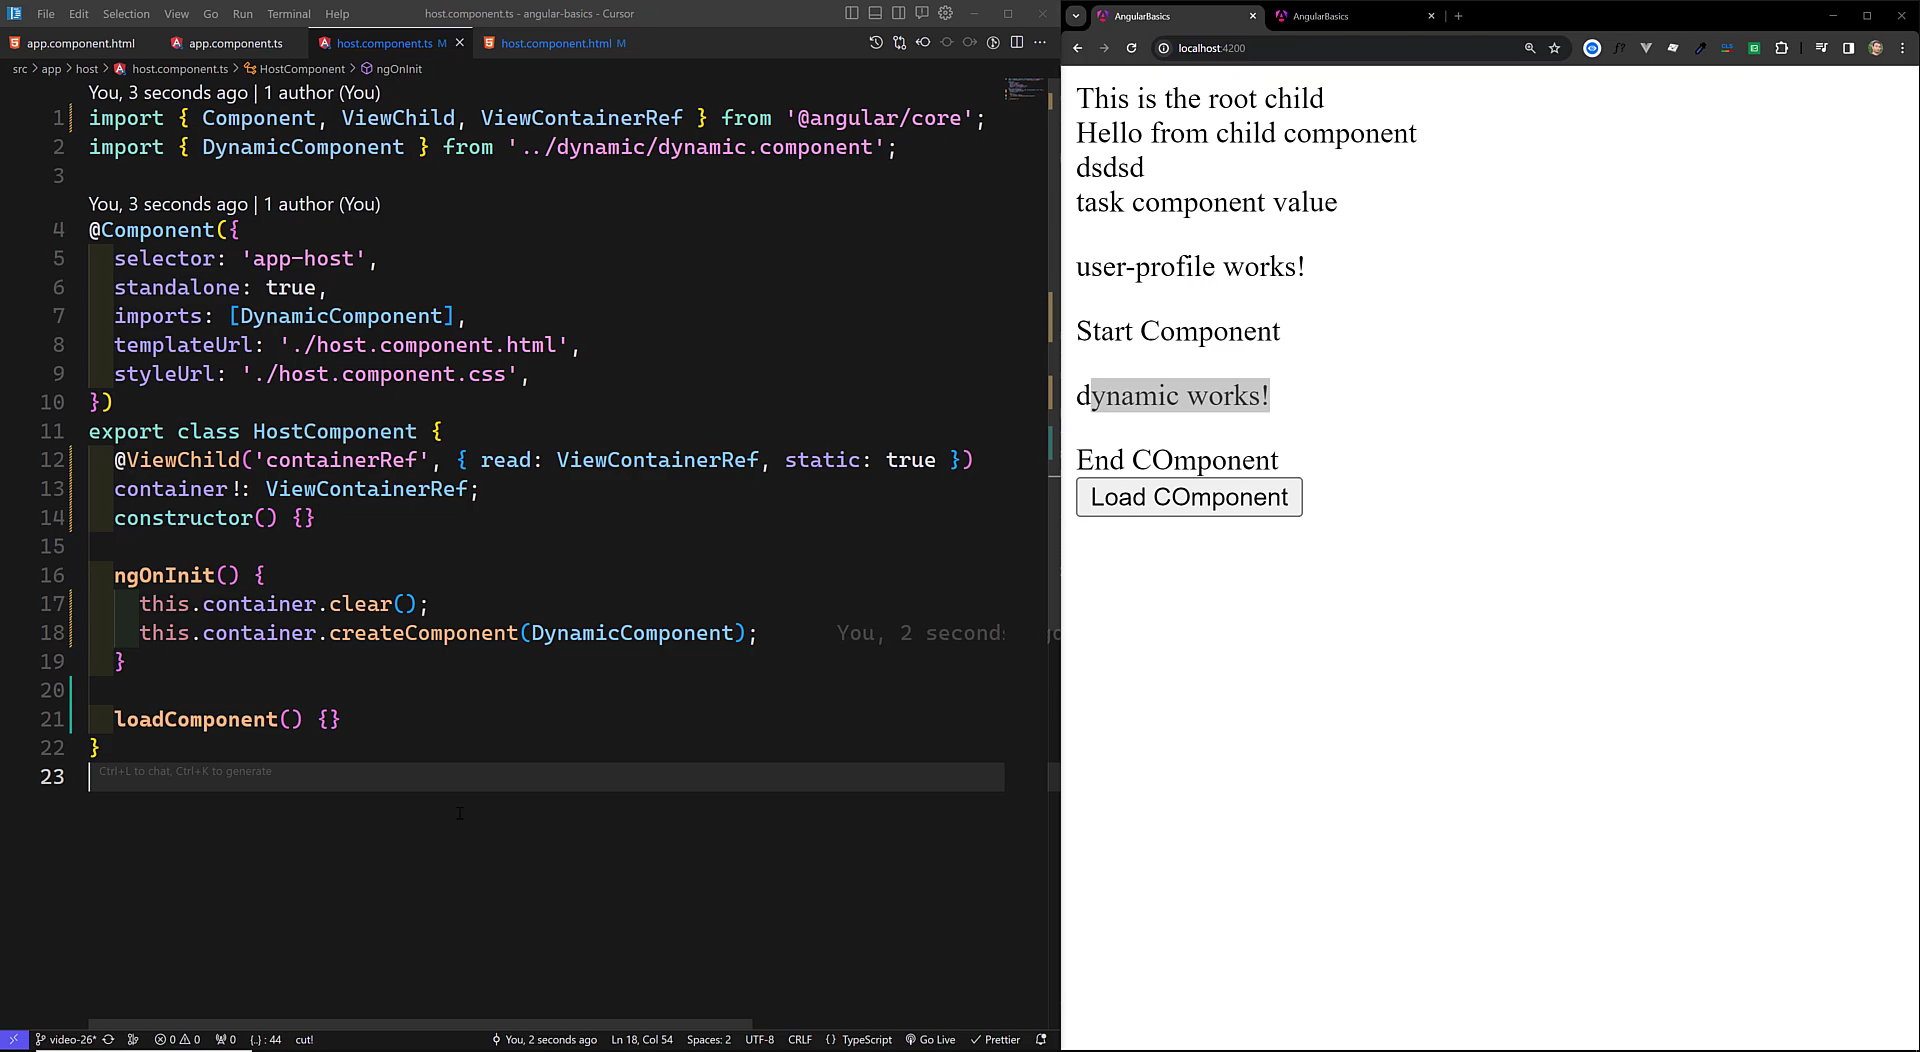 File Edit Selection View Go Run Terminal Help
host.component.ts - angular-basics - Cursor
app.component.html
app.component.ts
host.component.ts M
host.component.html M
src > app > host > host.component.ts > HostComponent > ngOnInit
You, 3 seconds ago | 1 author (You)
1 import { Component, ViewChild, ViewContainerRef } from '@angular/core';
2 import { DynamicComponent } from '../dynamic/dynamic.component';
3
You, 3 seconds ago | 1 author (You)
4 @Component({
5 selector: 'app-host',
6 standalone: true,
7 imports: [DynamicComponent],
8 templateUrl: './host.component.html',
9 styleUrl: './host.component.css',
10 })
11 export class HostComponent {
12 @ViewChild('containerRef', { read: ViewContainerRef, static: true })
13 container!: ViewContainerRef;
14 constructor() {}
15
16 ngOnInit() {
17 this.container.clear();
18 this.container.createComponent(DynamicComponent); You, 2 second
19 }
20
21 loadComponent() {}
22 }
23 Ctrl+L to chat, Ctrl+K to generate
video-26* 0 0 0 {..} : 44 cut! You, 2 seconds ago Ln 18, Col 54 Spaces: 2 UTF-8 CRLF {} TypeScript Go Live Prettier
AngularBasics
AngularBasics
localhost:4200
This is the root child
Hello from child component
dsdsd
task component value
user-profile works!
Start Component
dynamic works!
End COmponent
Load COmponent